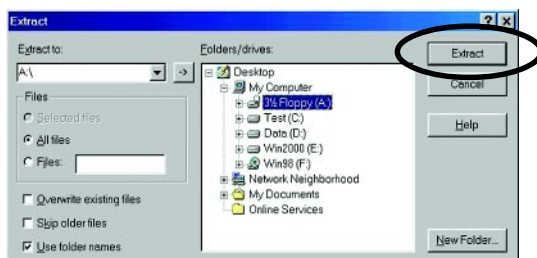 Extract
Extract to:
A:\
Files
Selected files
All files
Files:
Overwrite existing files
Skip older files
Use folder names
Folders/drives:
Desktop
My Computer
3½ Floppy (A:)
Test (C:)
Data (D:)
Win2000 (E:)
Win98 (F:)
Network Neighborhood
My Documents
Online Services
Extract
Cancel
Help
New Folder...